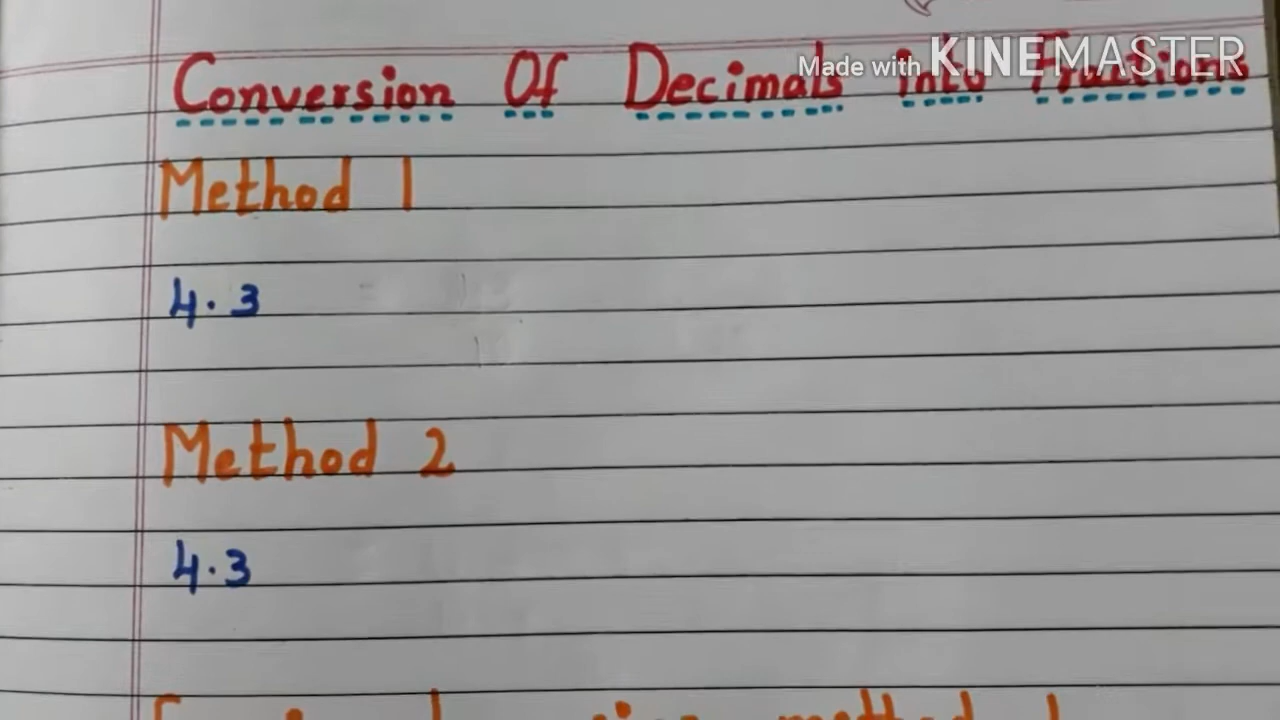 Made with KINEMASTER
Conversion Of Decimals into Fractions
Method 1
4.3
Method 2
4.3